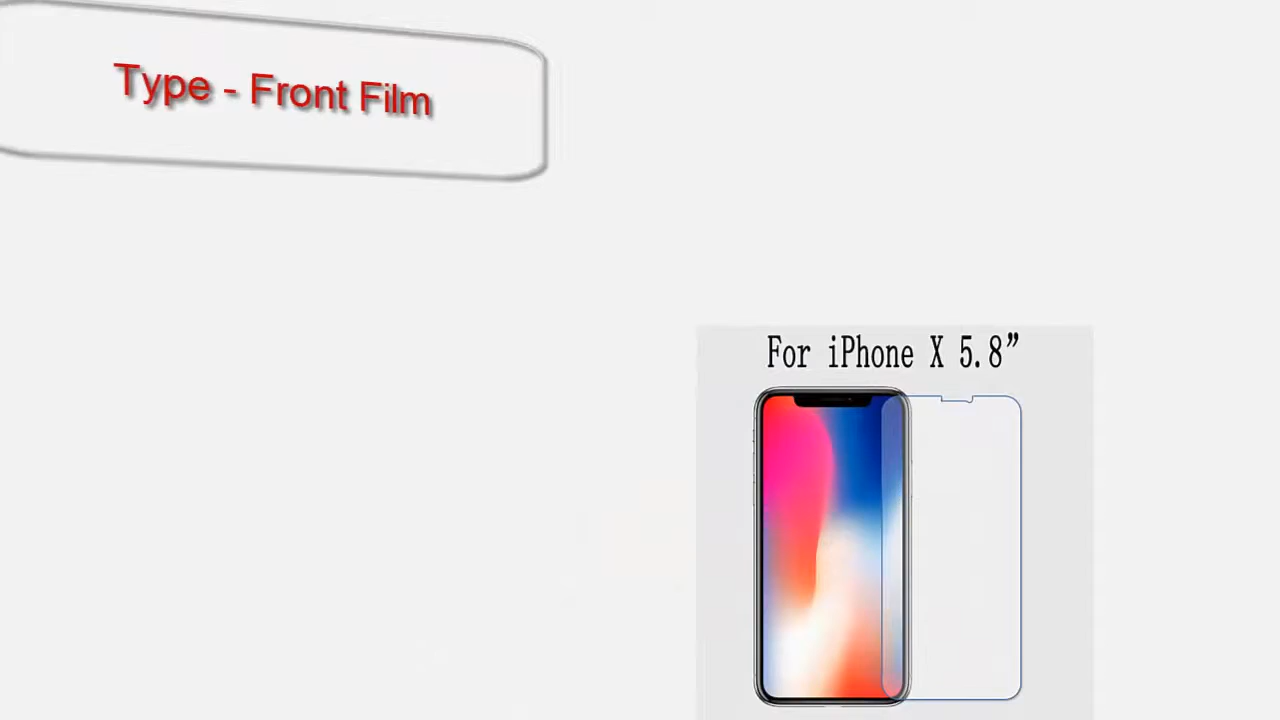 Type - Front Film
For iPhone X 5.8”